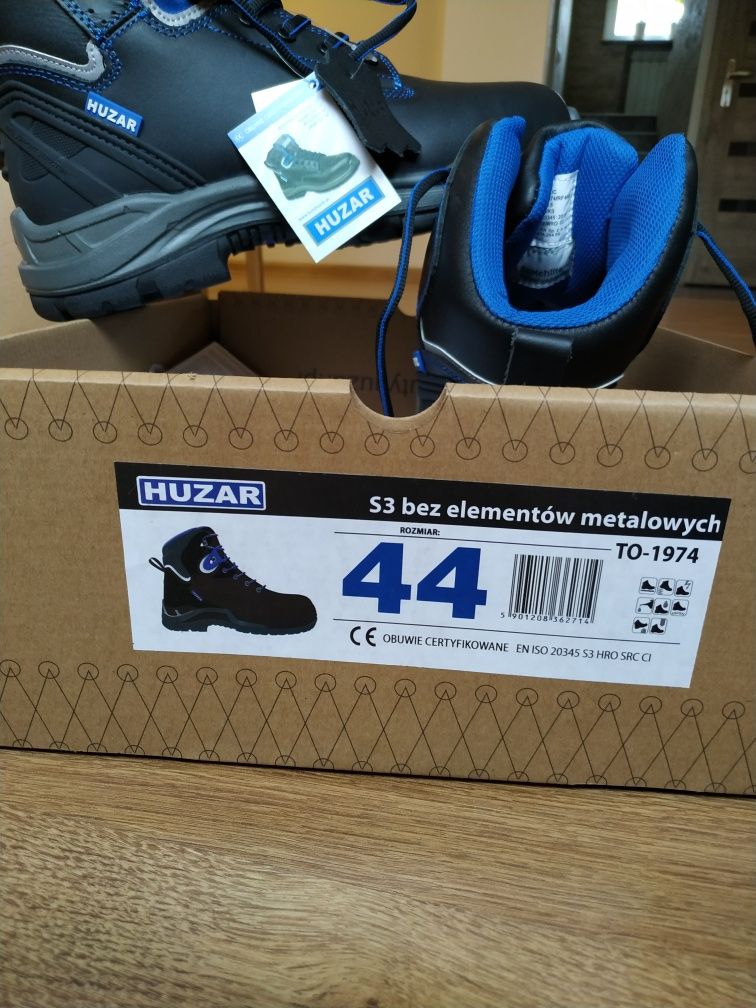 HUZAR
HUZAR
HUZAR
S3 bez elementów metalowych
ROZMIAR:
44
TO-1974
5 901208 362714
CE OBUWIE CERTYFIKOWANE EN ISO 20345 S3 HRO SRC CI